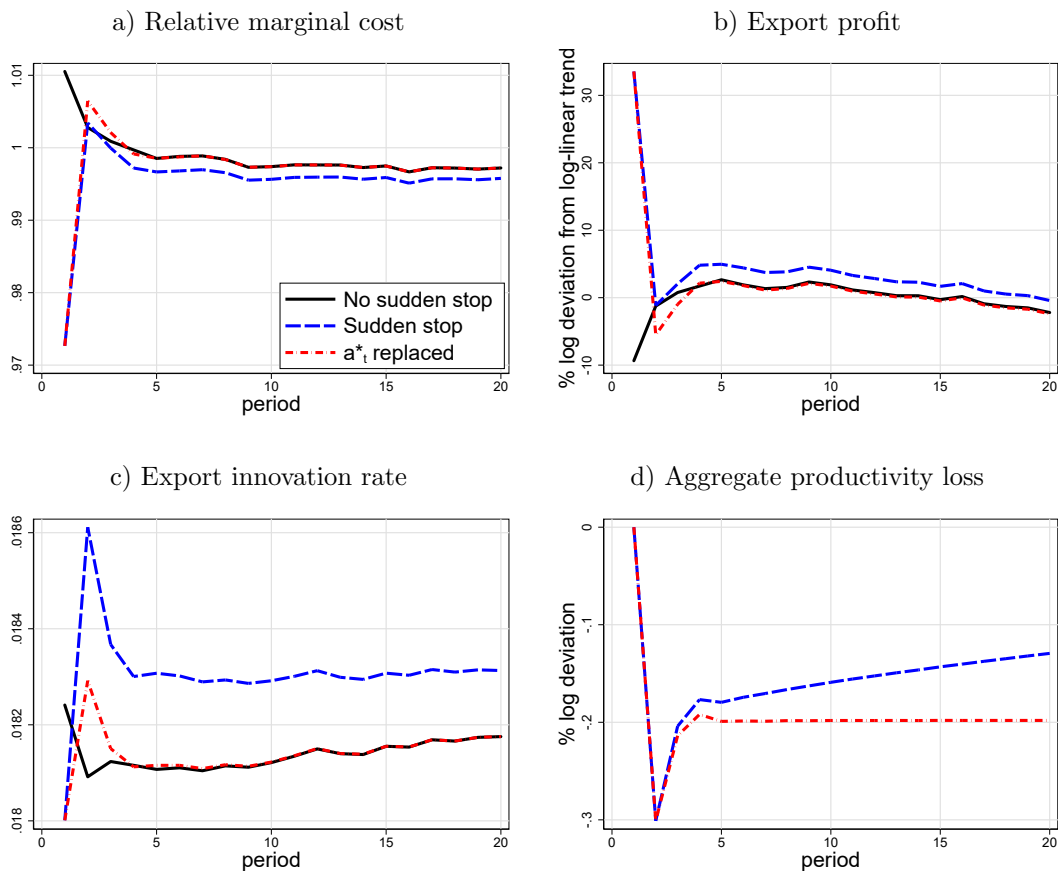 a) Relative marginal cost
1.01
1
.99
.98
.97
0
5
10
15
20
period
No sudden stop
Sudden stop
a*t replaced
b) Export profit
% log deviation from log-linear trend
30
20
10
0
-10
0
5
10
15
20
period
c) Export innovation rate
.0186
.0184
.0182
.018
0
5
10
15
20
period
d) Aggregate productivity loss
% log deviation
0
-.1
-.2
-.3
0
5
10
15
20
period